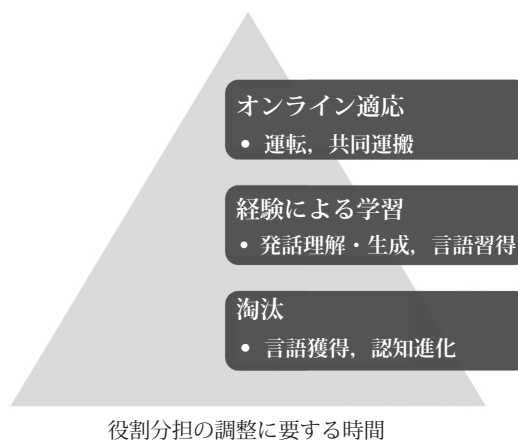 オンライン適応
• 運転，共同運搬
経験による学習
• 発話理解・生成，言語習得
淘汰
• 言語獲得，認知進化
役割分担の調整に要する時間